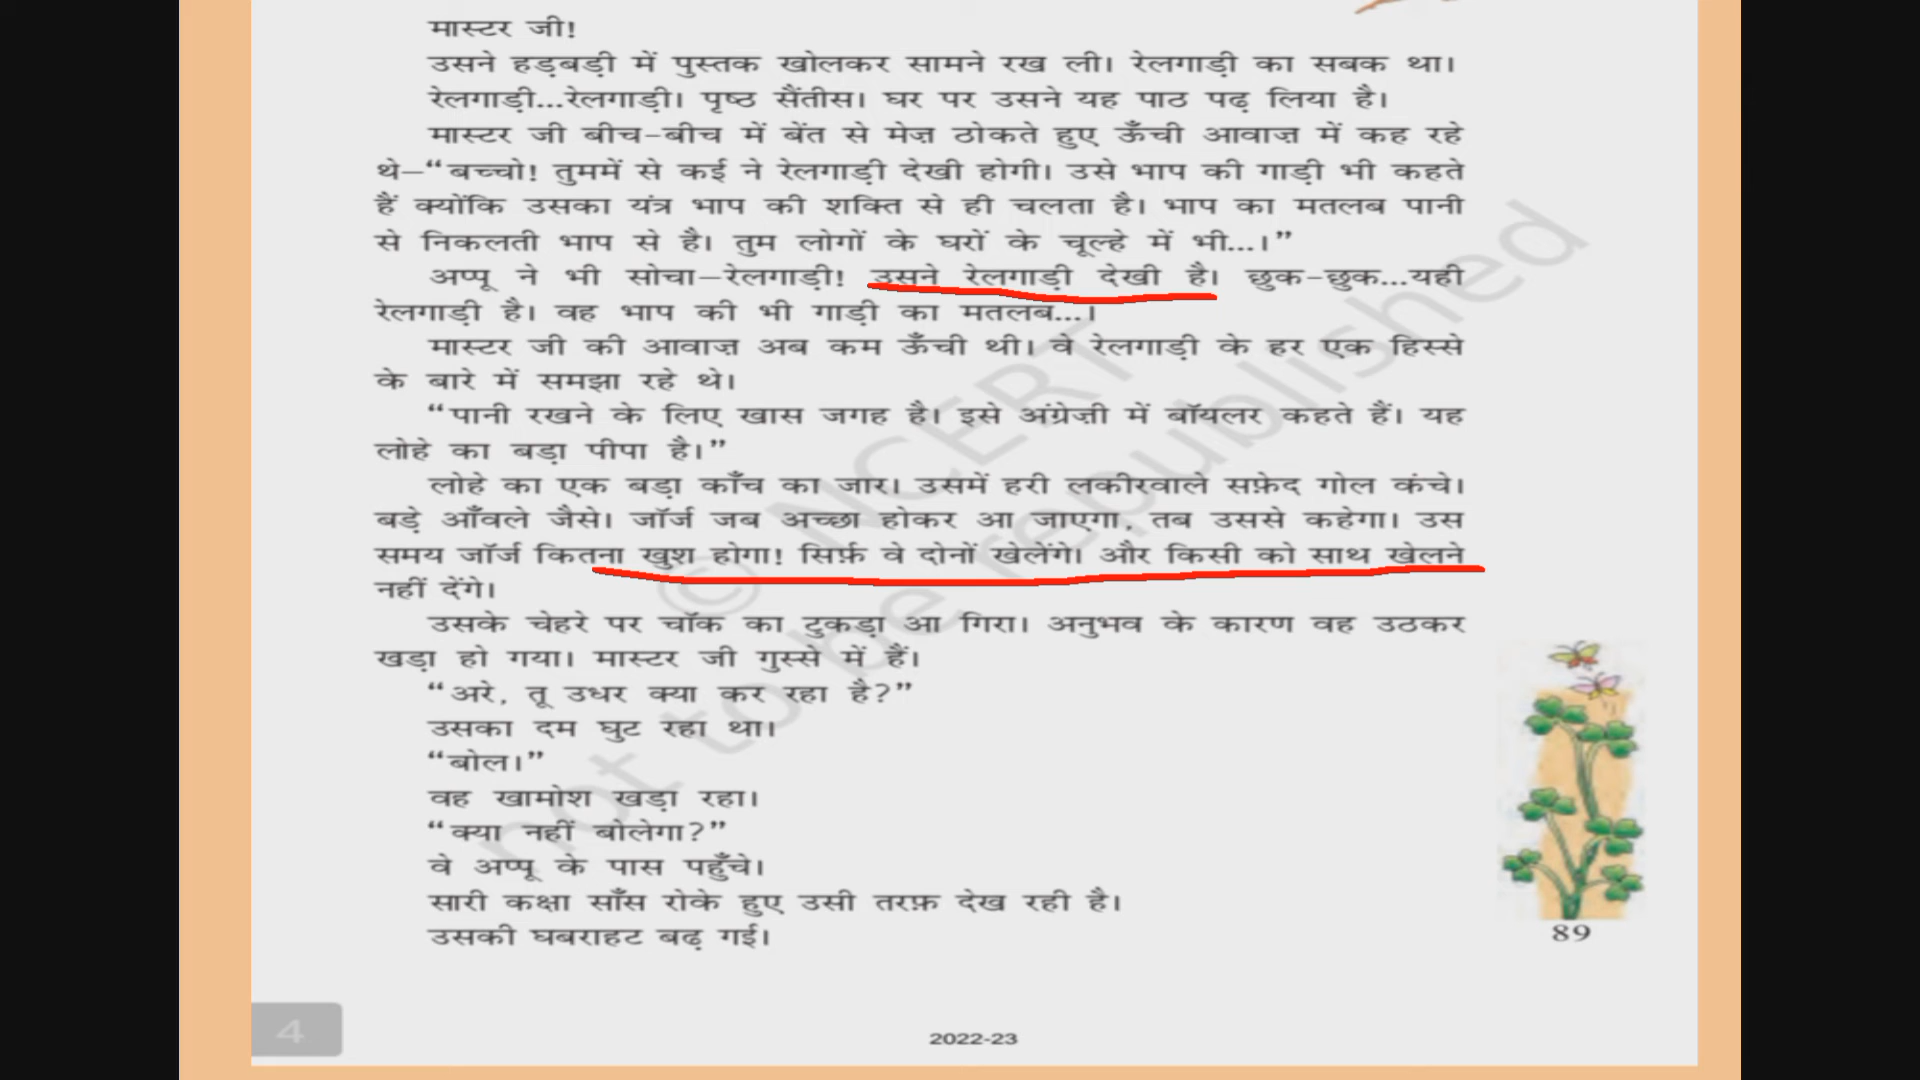 मास्टर जी!
उसने हड़बड़ी में पुस्तक खोलकर सामने रख ली। रेलगाड़ी का सबक था।
रेलगाड़ी...रेलगाड़ी। पृष्ठ सैंतीस। घर पर उसने यह पाठ पढ़ लिया है।
मास्टर जी बीच-बीच में बेंत से मेज़ ठोकते हुए ऊँची आवाज़ में कह रहे
थे—“बच्चो! तुममें से कई ने रेलगाड़ी देखी होगी। उसे भाप की गाड़ी भी कहते
हैं क्योंकि उसका यंत्र भाप की शक्ति से ही चलता है। भाप का मतलब पानी
से निकलती भाप से है। तुम लोगों के घरों के चूल्हे में भी...।”
अप्पू ने भी सोचा—रेलगाड़ी! उसने रेलगाड़ी देखी है। छुक-छुक...यही
रेलगाड़ी है। वह भाप की भी गाड़ी का मतलब...।
मास्टर जी की आवाज़ अब कम ऊँची थी। वे रेलगाड़ी के हर एक हिस्से
के बारे में समझा रहे थे।
“पानी रखने के लिए खास जगह है। इसे अंग्रेज़ी में बॉयलर कहते हैं। यह
लोहे का बड़ा पीपा है।”
लोहे का एक बड़ा काँच का जार। उसमें हरी लकीरवाले सफ़ेद गोल कंचे।
बड़े आँवले जैसे। जॉर्ज जब अच्छा होकर आ जाएगा, तब उससे कहेगा। उस
समय जॉर्ज कितना खुश होगा! सिर्फ़ वे दोनों खेलेंगे। और किसी को साथ खेलने
नहीं देंगे।
उसके चेहरे पर चॉक का टुकड़ा आ गिरा। अनुभव के कारण वह उठकर
खड़ा हो गया। मास्टर जी गुस्से में हैं।
“अरे, तू उधर क्या कर रहा है?”
उसका दम घुट रहा था।
“बोल।”
वह खामोश खड़ा रहा।
“क्या नहीं बोलेगा?”
वे अप्पू के पास पहुँचे।
सारी कक्षा साँस रोके हुए उसी तरफ़ देख रही है।
उसकी घबराहट बढ़ गई।
89
4
2022-23
© NCERT
not to be republished